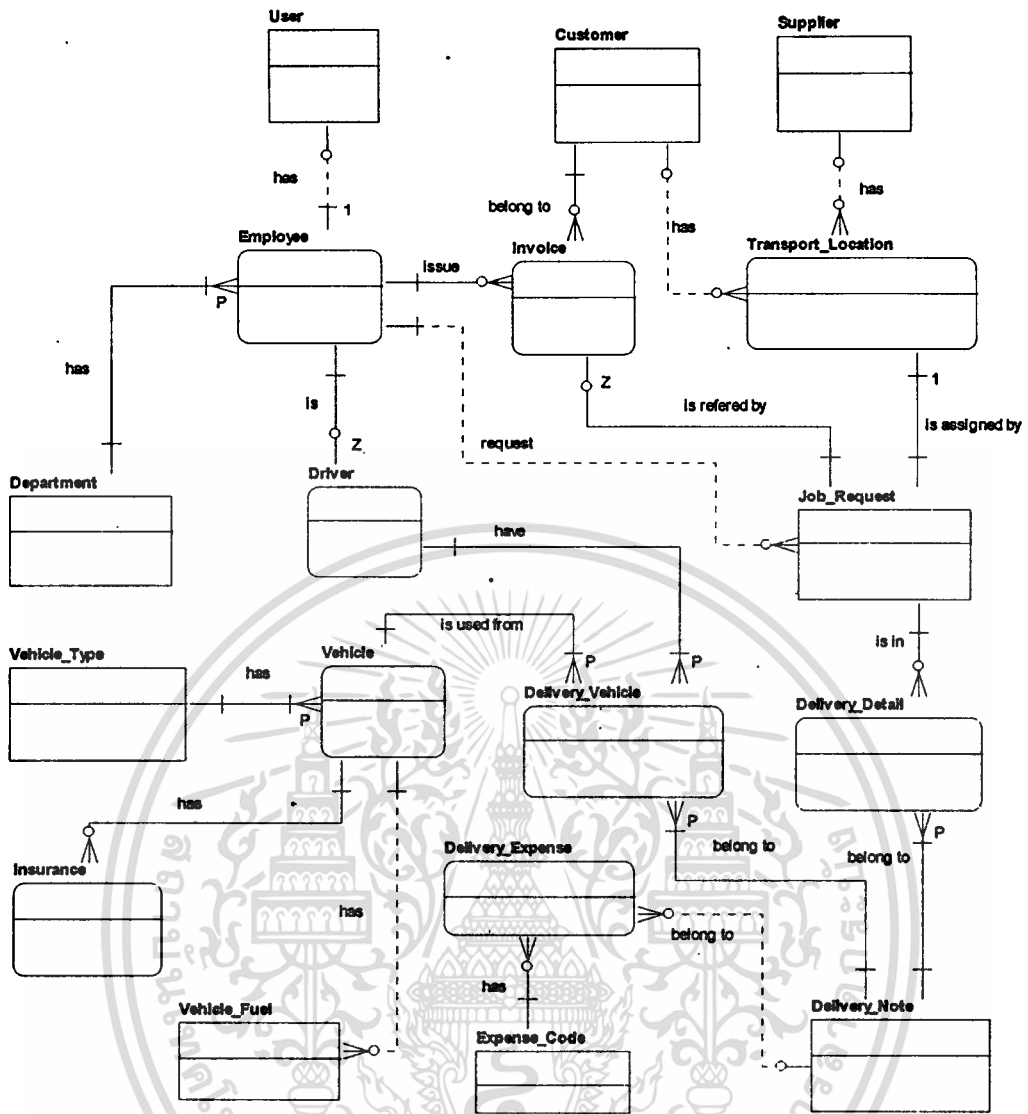 User
Customer
Supplier
has
1
belong to
has
has
Employee
Invoice
Transport_Location
issue
P
has
is
Z
Z
1
is refered by
is assigned by
request
Department
Driver
Job_Request
have
is used from
is in
Vehicle_Type
has
Vehicle
P
P
P
Delivery_Vehicle
Delivery_Detail
has
P
P
belong to
belong to
Insurance
Delivery_Expense
has
belong to
has
Vehicle_Fuel
Expense_Code
Delivery_Note